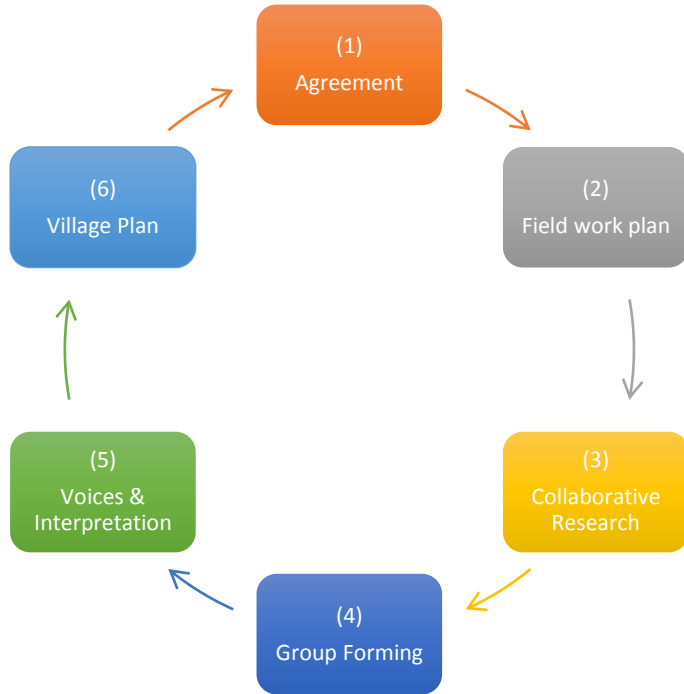 (1)
Agreement
(2)
Field work plan
(3)
Collaborative
Research
(4)
Group Forming
(5)
Voices &
Interpretation
(6)
Village Plan